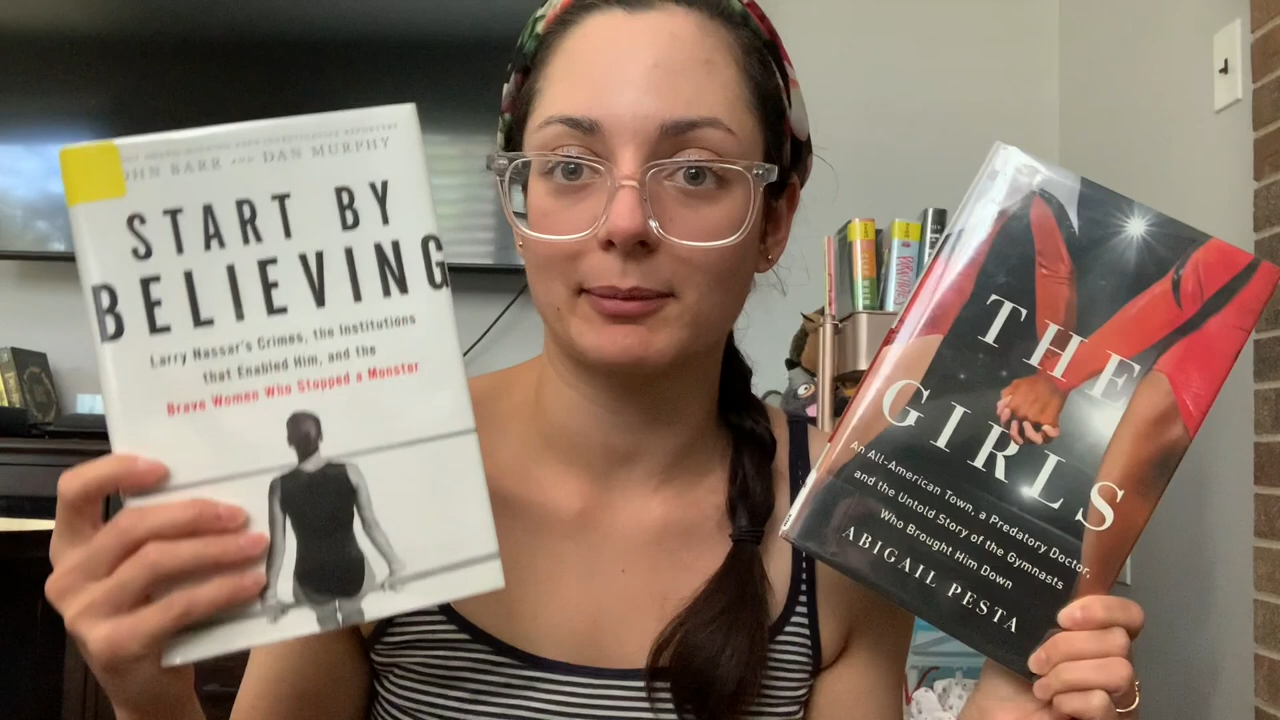 JOHN BARR AND DAN MURPHY
START BY
BELIEVING
Larry Nassar's Crimes, the Institutions
that Enabled Him, and the
Brave Women Who Stopped a Monster
THE
GIRLS
An All-American Town, a Predatory Doctor,
and the Untold Story of the Gymnasts
Who Brought Him Down
ABIGAIL PESTA